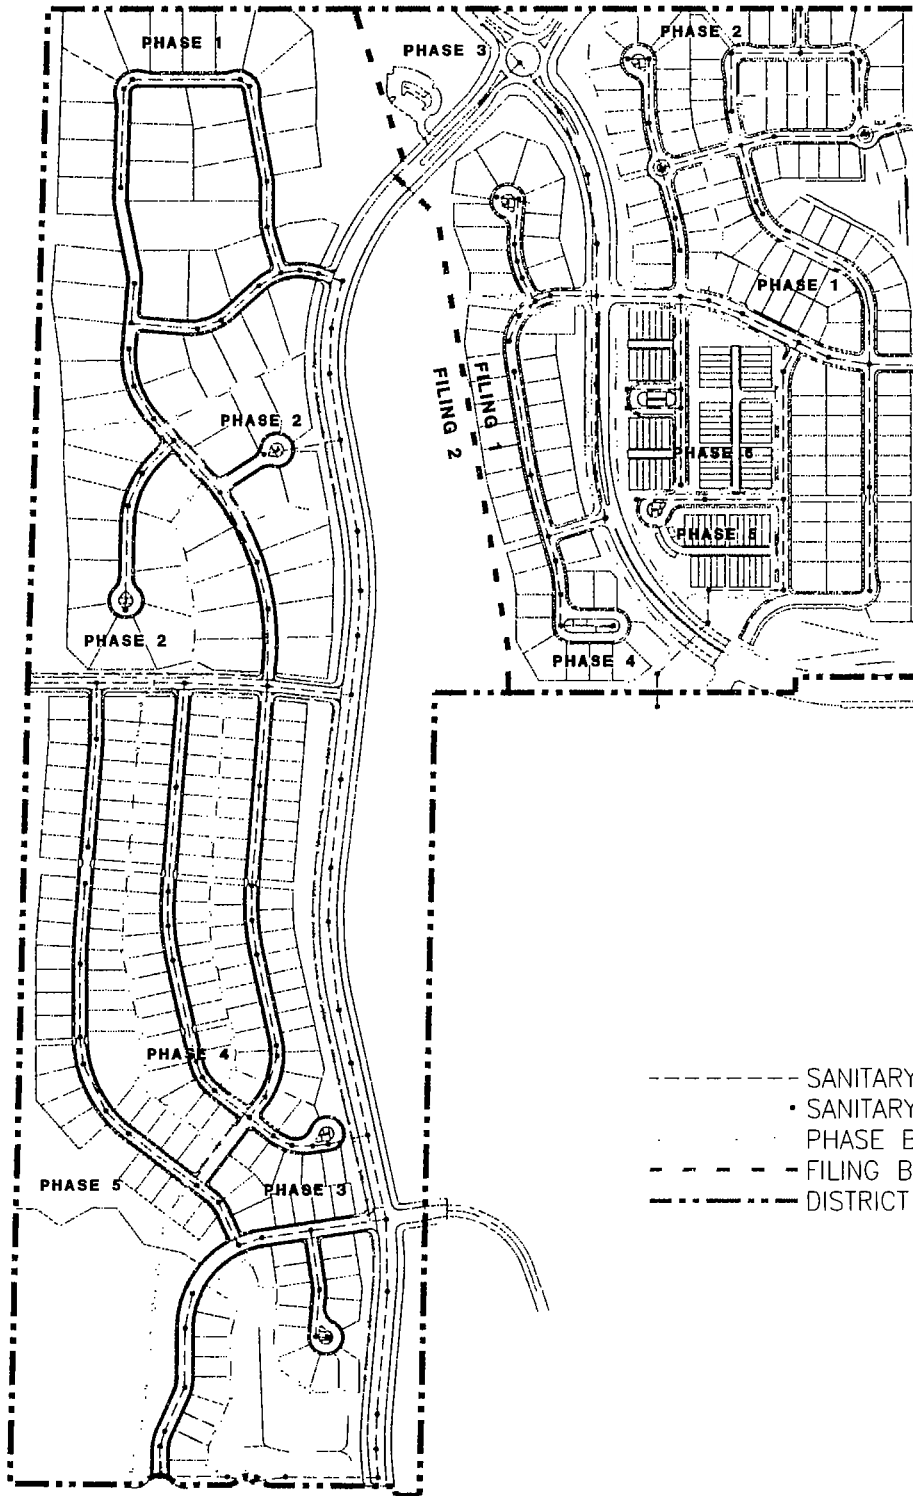 PHASE 1
PHASE 3
PHASE 2
PHASE 1
FILING 1
FILING 2
PHASE 2
PHASE 6
PHASE 5
PHASE 2
PHASE 4
PHASE 4
PHASE 5
PHASE 3
SANITARY
SANITARY
PHASE B
FILING B
DISTRICT